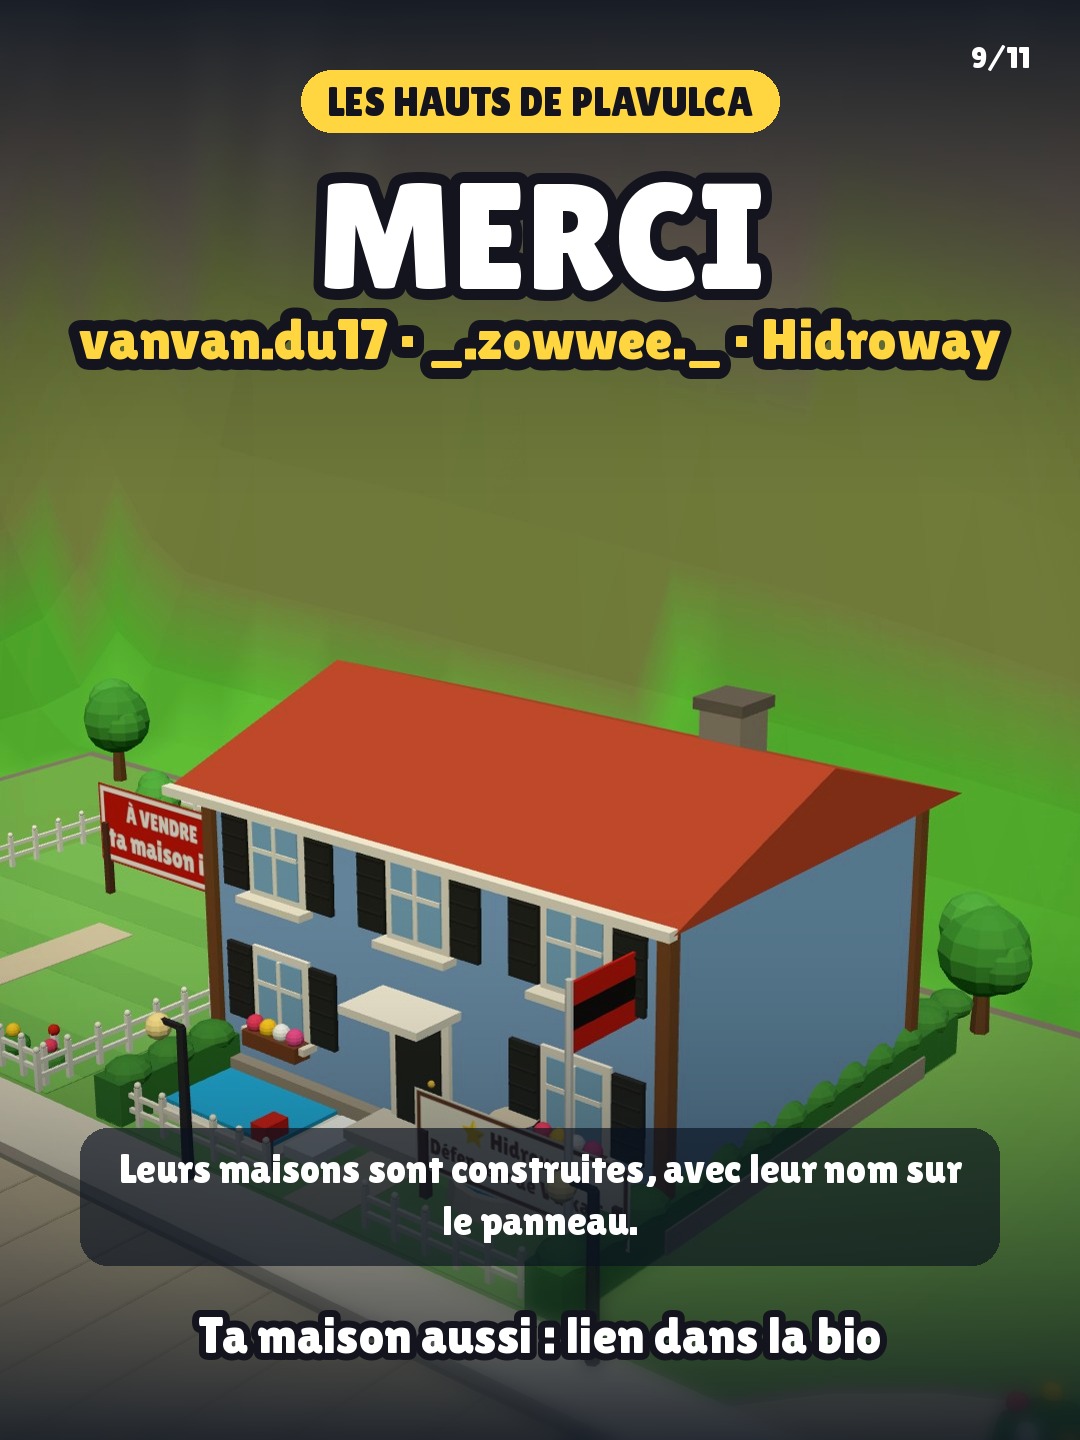 9/11
LES HAUTS DE PLAVULCA
MERCI
vanvan.du17 · _.zowwee._ · Hidroway
À VENDRE
ta maison i
Leurs maisons sont construites, avec leur nom sur
le panneau.
Ta maison aussi : lien dans la bio